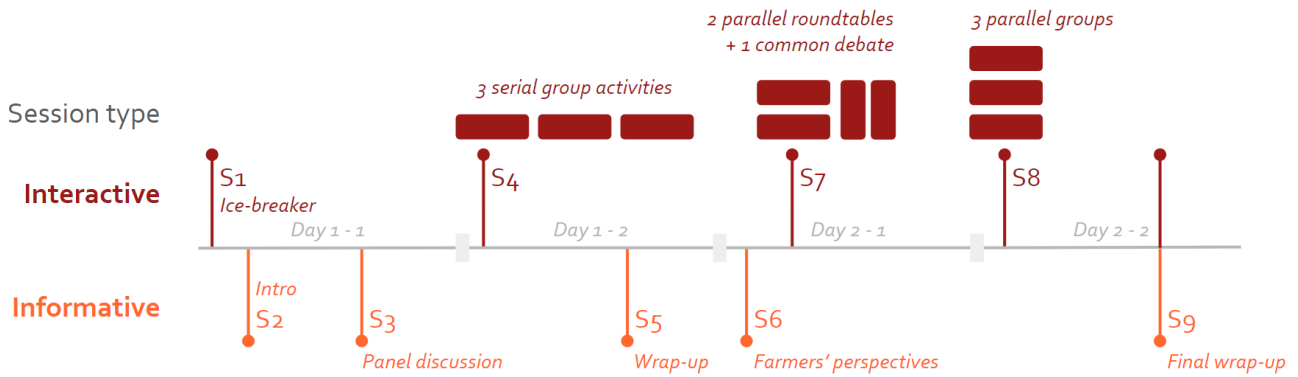 2 parallel roundtables
+ 1 common debate
3 parallel groups
3 serial group activities
Session type
Interactive
S1
Ice-breaker
S4
S7
S8
Day 1 - 1
Day 1 - 2
Day 2 - 1
Day 2 - 2
Informative
Intro
S2
S3
S5
S6
S9
Panel discussion
Wrap-up
Farmers' perspectives
Final wrap-up